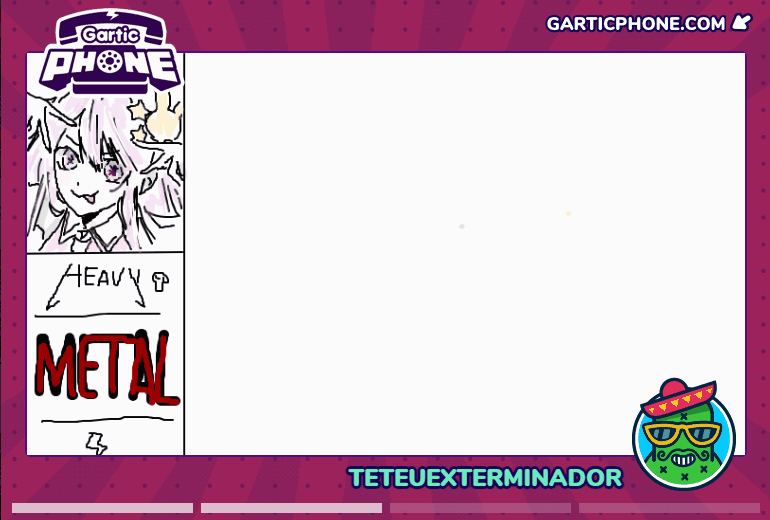 GARTICPHONE.COM
Gartic
PHONE
HEAVY
METAL
TETEUEXTERMINADOR